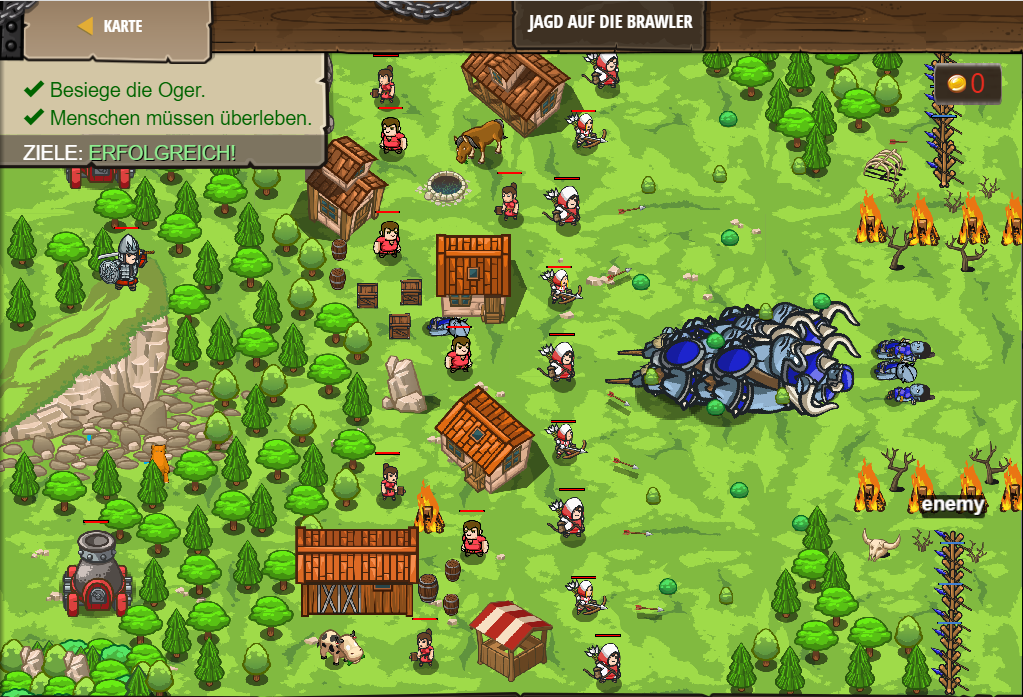 KARTE
JAGD AUF DIE BRAWLER
0
Besiege die Oger.
Menschen müssen überleben.
ZIELE: ERFOLGREICH!
enemy